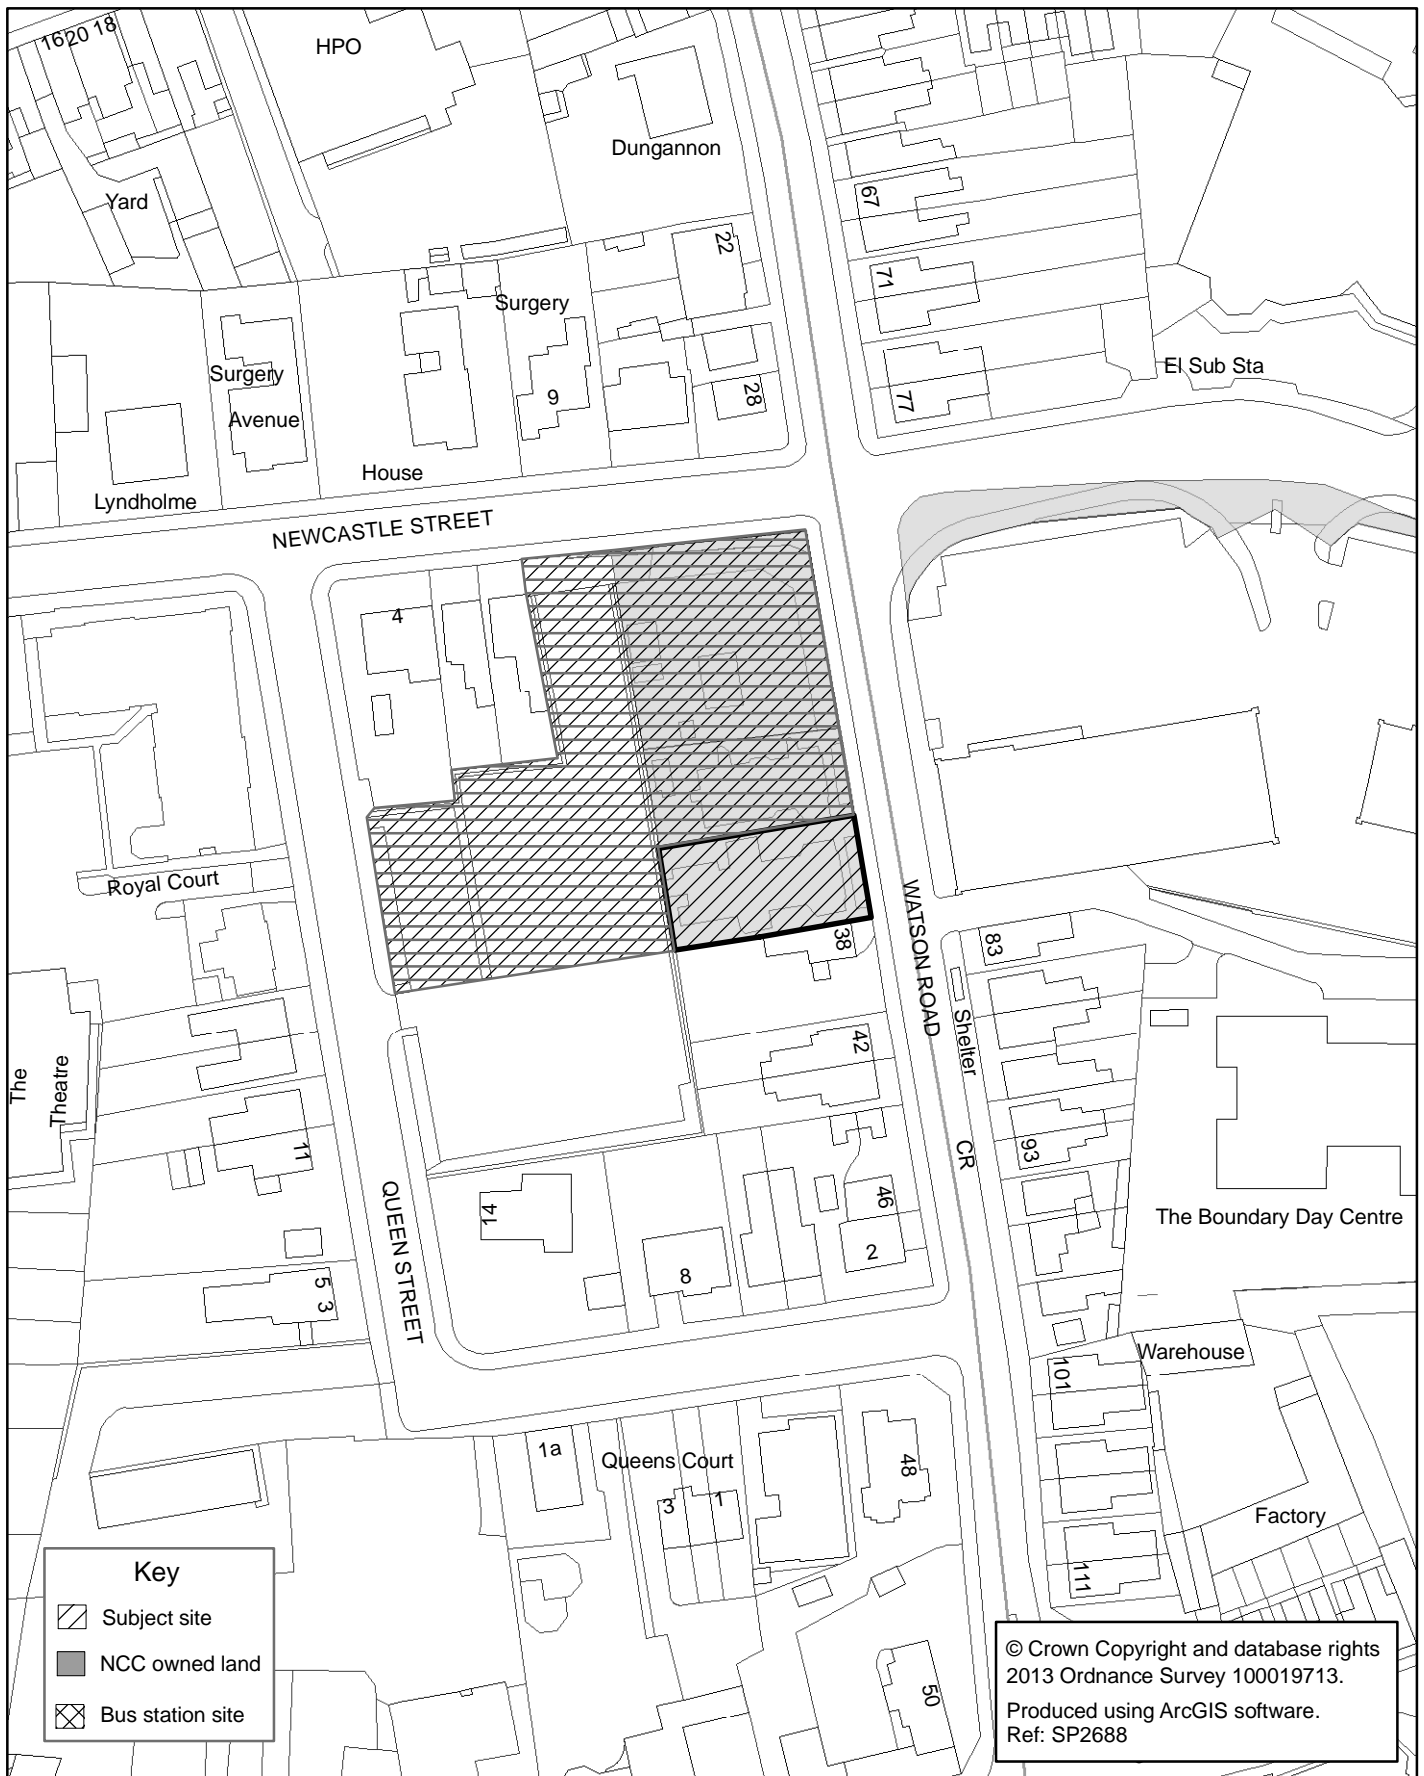 16 20 18
HPO
Dungannon
Yard
67
22
71
Surgery
El Sub Sta
Surgery
9
28
77
Avenue
House
Lyndholme
NEWCASTLE STREET
4
Royal Court
WATSON ROAD
38
83
Shelter
42
The
Theatre
11
93
CR
QUEEN STREET
14
46
The Boundary Day Centre
2
8
5
3
Warehouse
101
1a
Queens Court
48
3
1
Factory
111
50
Key
Subject site
NCC owned land
Bus station site
© Crown Copyright and database rights
2013 Ordnance Survey 100019713.
Produced using ArcGIS software.
Ref: SP2688